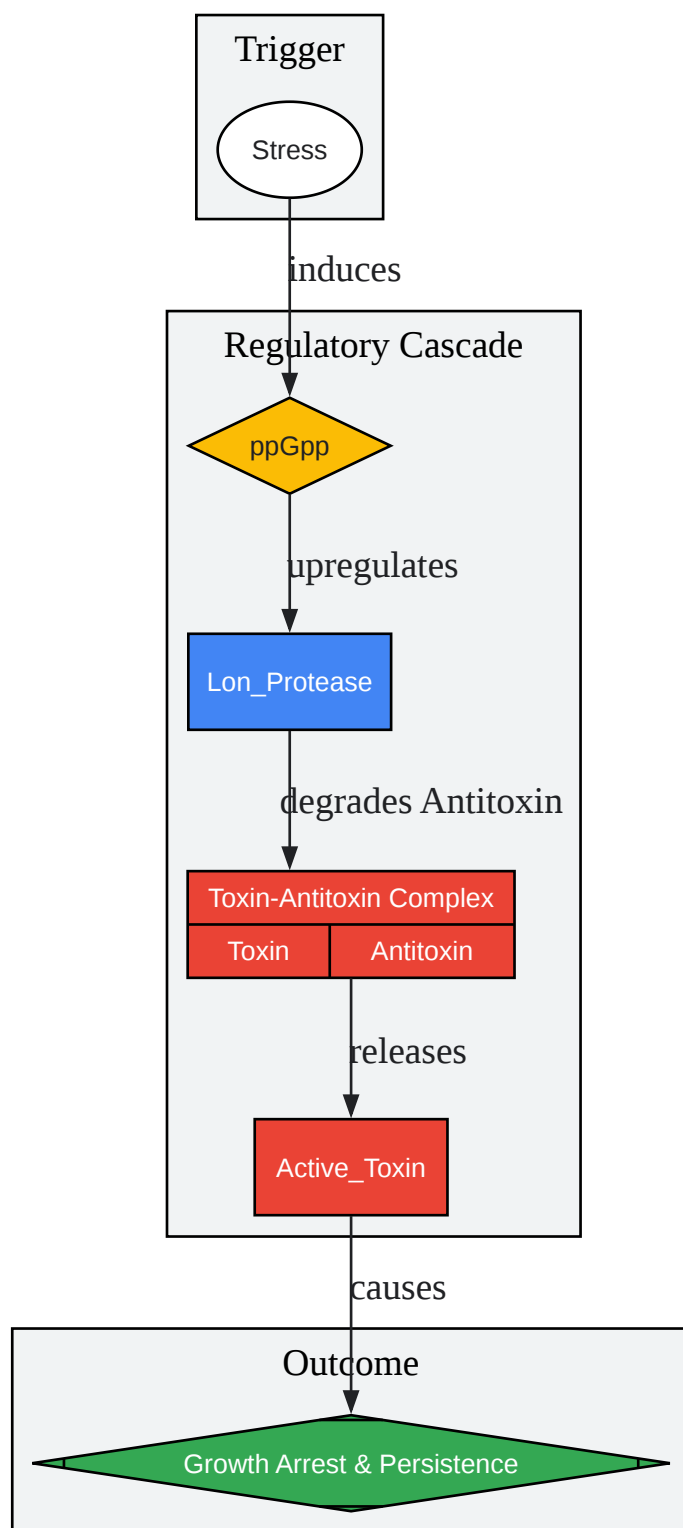 Trigger
Stress
induces
Regulatory Cascade
ppGpp
upregulates
Lon_Protease
degrades Antitoxin
Toxin-Antitoxin Complex
Toxin
Antitoxin
releases
Active_Toxin
causes
Outcome
Growth Arrest & Persistence